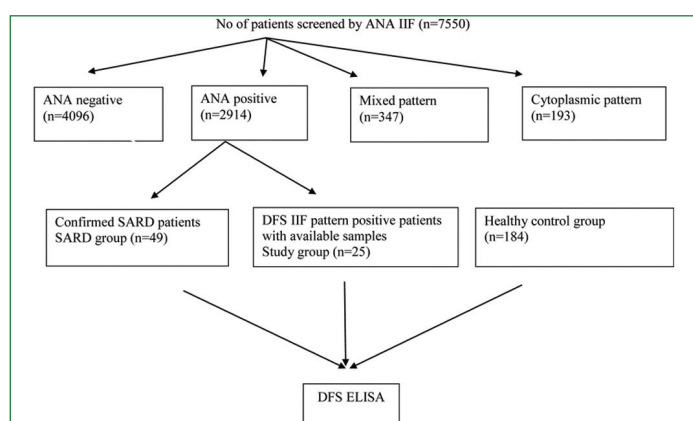 No of patients screened by ANA IIF (n=7550)
ANA negative
(n=4096)
ANA positive
(n=2914)
Mixed pattern
(n=347)
Cytoplasmic pattern
(n=193)
Confirmed SARD patients
SARD group (n=49)
DFS IIF pattern positive patients
with available samples
Study group (n=25)
Healthy control group
(n=184)
DFS ELISA